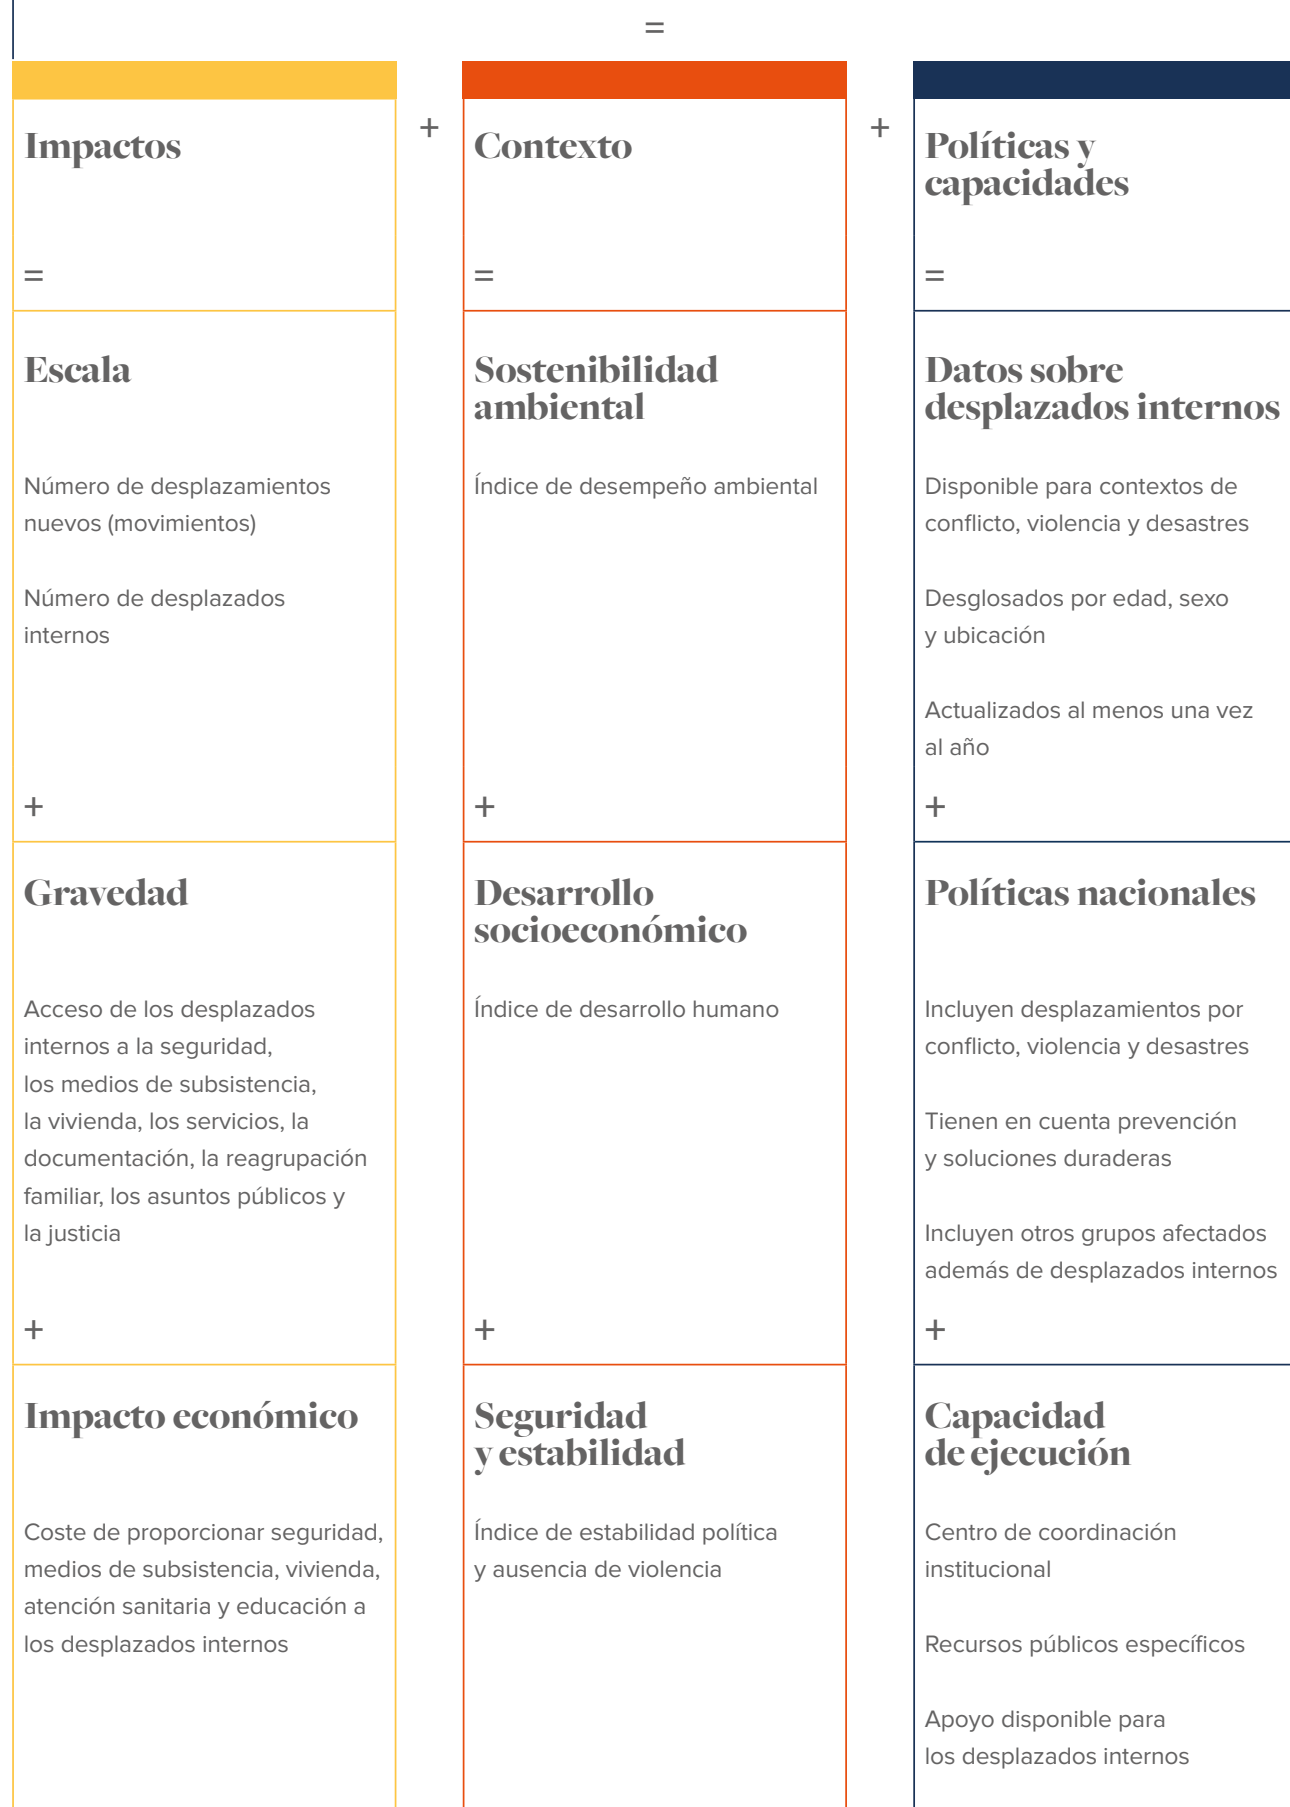 =
Impactos
=
Escala
Número de desplazamientos
nuevos (movimientos)
Número de desplazados
internos
+
Gravedad
Acceso de los desplazados
internos a la seguridad,
los medios de subsistencia,
la vivienda, los servicios, la
documentación, la reagrupación
familiar, los asuntos públicos y
la justicia
+
Impacto económico
Coste de proporcionar seguridad,
medios de subsistencia, vivienda,
atención sanitaria y educación a
los desplazados internos
+
Contexto
=
Sostenibilidad
ambiental
Índice de desempeño ambiental
+
Desarrollo
socioeconómico
Índice de desarrollo humano
+
Seguridad
y estabilidad
Índice de estabilidad política
y ausencia de violencia
+
Políticas y
capacidades
=
Datos sobre
desplazados internos
Disponible para contextos de
conflicto, violencia y desastres
Desglosados por edad, sexo
y ubicación
Actualizados al menos una vez
al año
+
Políticas nacionales
Incluyen desplazamientos por
conflicto, violencia y desastres
Tienen en cuenta prevención
y soluciones duraderas
Incluyen otros grupos afectados
además de desplazados internos
+
Capacidad
de ejecución
Centro de coordinación
institucional
Recursos públicos específicos
Apoyo disponible para
los desplazados internos